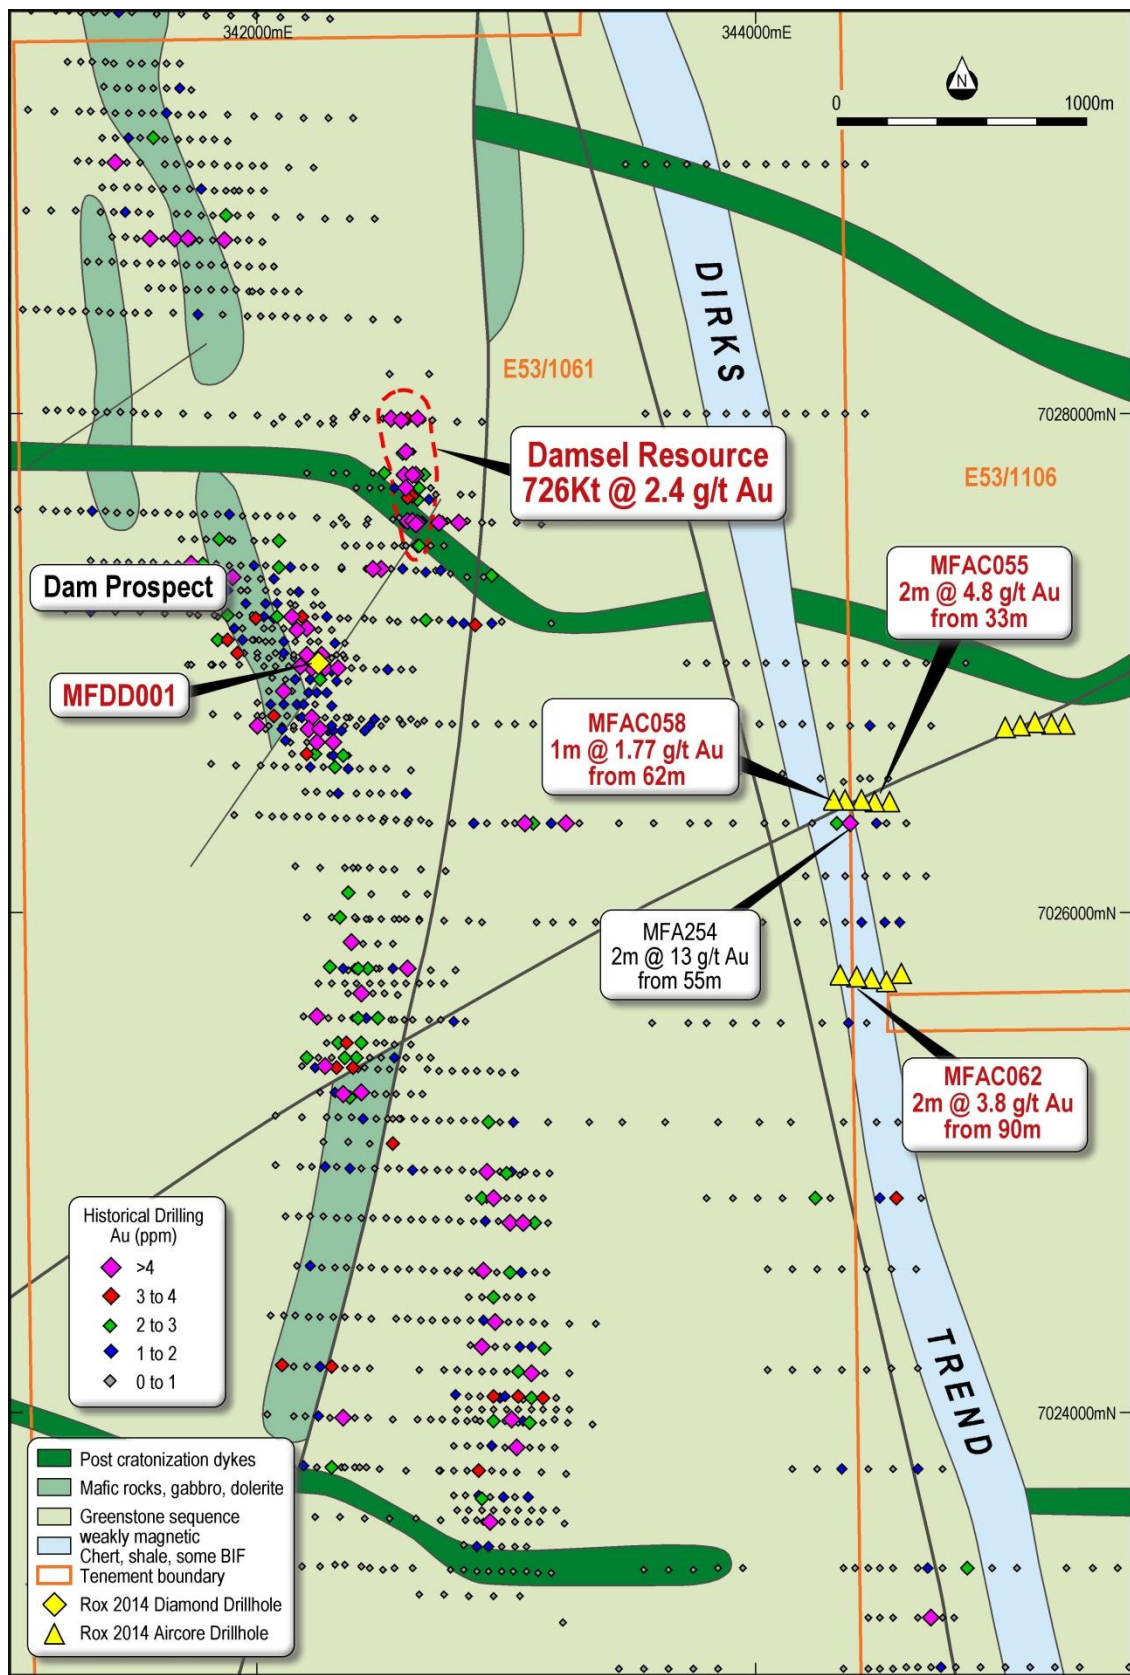 342000mE
344000mE
N
0
1000m
DIRKS
E53/1061
7028000mN
Damsel Resource
726Kt @ 2.4 g/t Au
E53/1106
MFAC055
2m @ 4.8 g/t Au
from 33m
Dam Prospect
MFDD001
MFAC058
1m @ 1.77 g/t Au
from 62m
7026000mN
MFA254
2m @ 13 g/t Au
from 55m
MFAC062
2m @ 3.8 g/t Au
from 90m
Historical Drilling
Au (ppm)
>4
3 to 4
2 to 3
1 to 2
0 to 1
TREND
7024000mN
Post cratonization dykes
Mafic rocks, gabbro, dolerite
Greenstone sequence
weakly magnetic
Chert, shale, some BIF
Tenement boundary
Rox 2014 Diamond Drillhole
Rox 2014 Aircore Drillhole